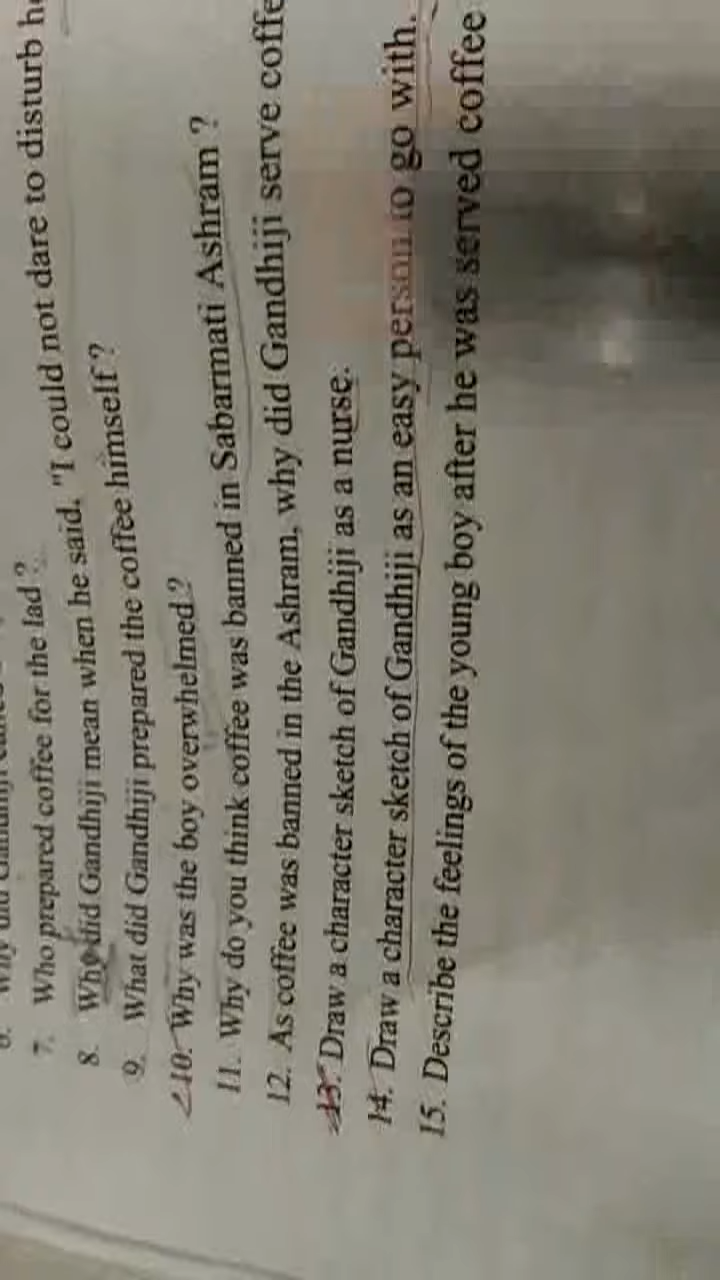 7. Who prepared coffee for the lad ?
8. Why did Gandhiji mean when he said. "I could not dare to disturb
9. What did Gandhiji prepared the coffee himself ?
10. Why was the boy overwhelmed ?
11. Why do you think coffee was banned in Sabarmati Ashram ?
12. As coffee was banned in the Ashram, why did Gandhiji serve
13. Draw a character sketch of Gandhiji as a nurse.
14. Draw a character sketch of Gandhiji as an easy person to go with.
15. Describe the feelings of the young boy after he was served coffee